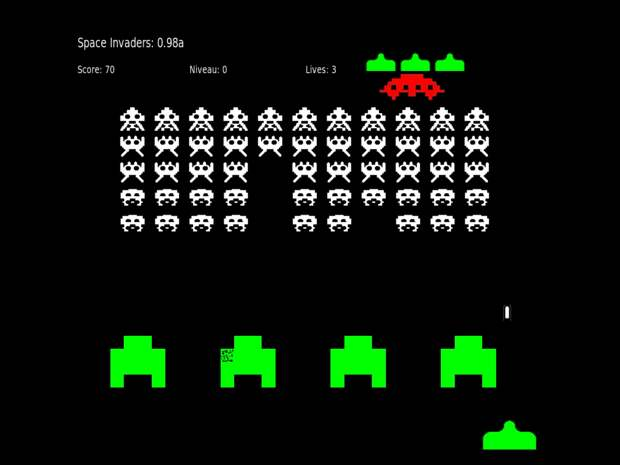 Space Invaders: 0.98a
Score: 70 Niveau: 0 Lives: 3